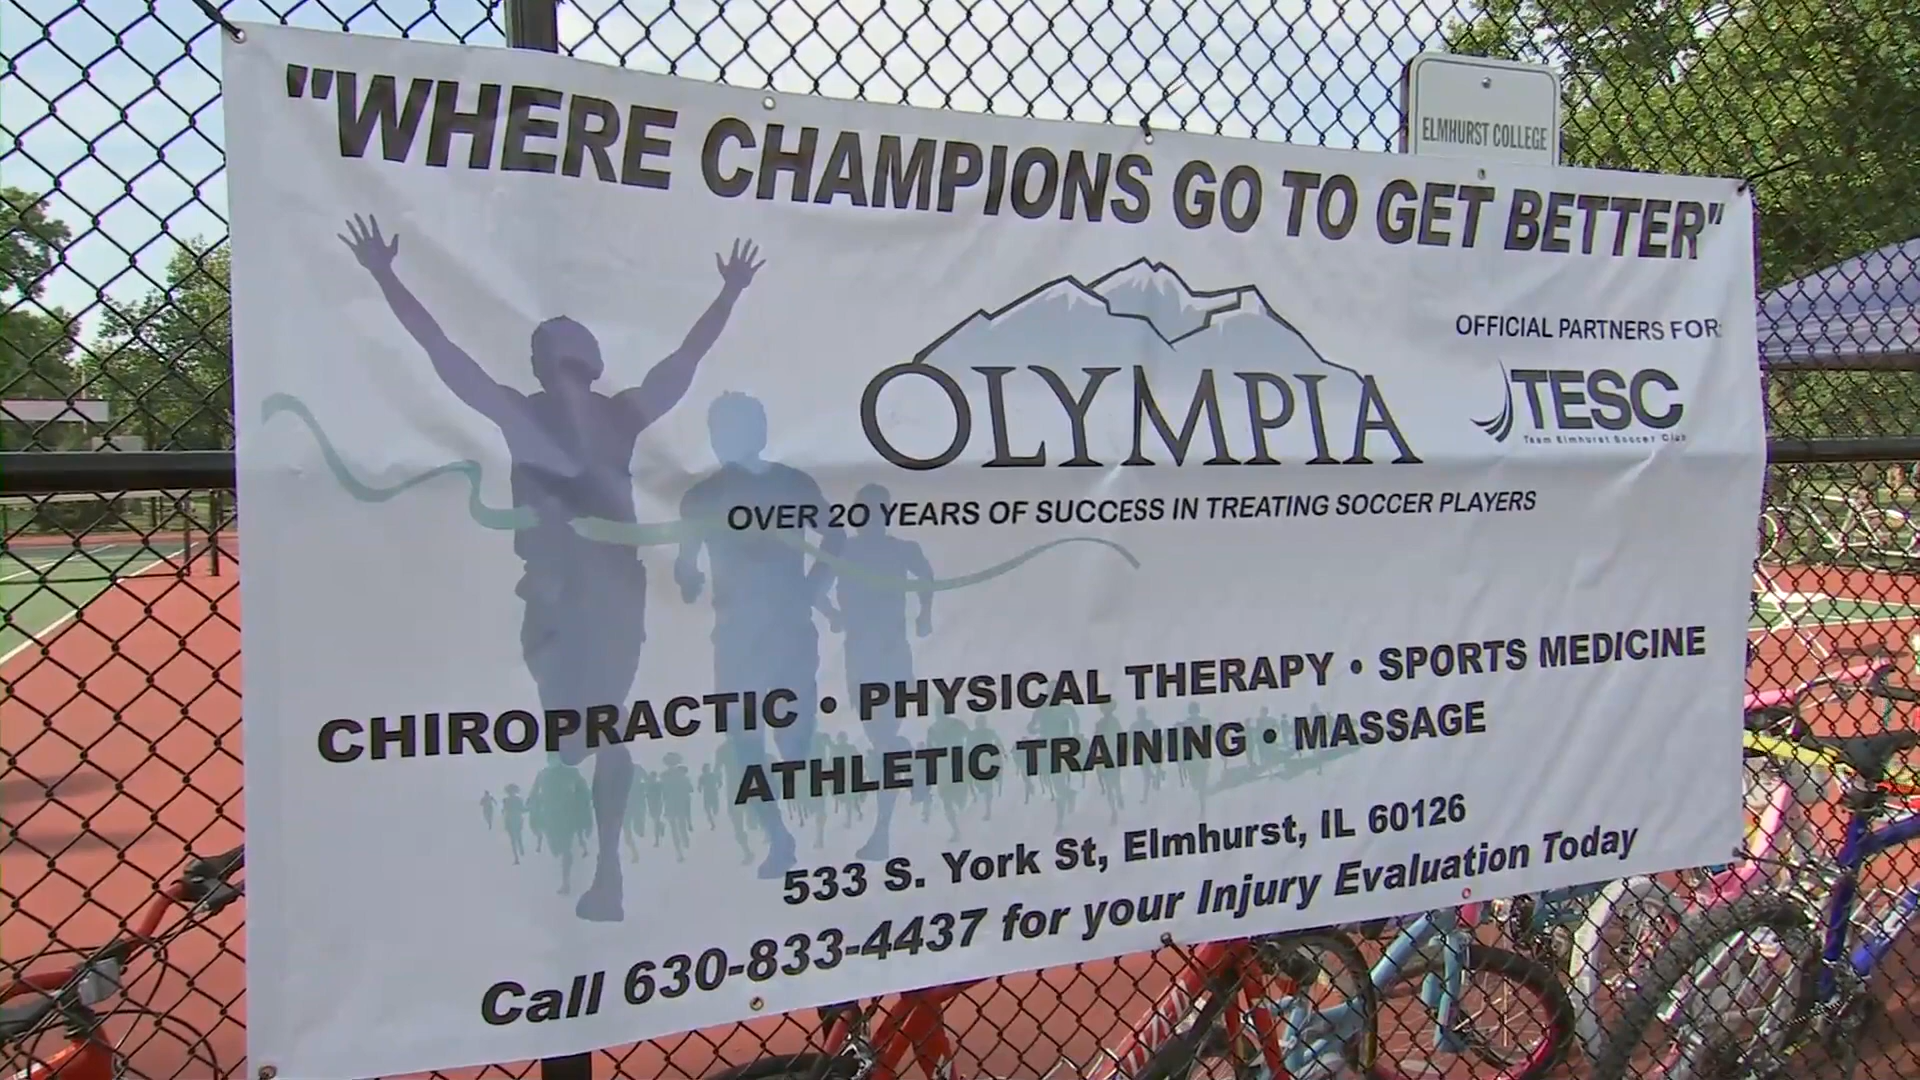 ELMHURST COLLEGE
"WHERE CHAMPIONS GO TO GET BETTER"
OLYMPIA
OFFICIAL PARTNERS FOR:
TESC
Team Elmhurst Soccer Club
OVER 20 YEARS OF SUCCESS IN TREATING SOCCER PLAYERS
CHIROPRACTIC • PHYSICAL THERAPY • SPORTS MEDICINE
ATHLETIC TRAINING • MASSAGE
533 S. York St, Elmhurst, IL 60126
Call 630-833-4437 for your Injury Evaluation Today